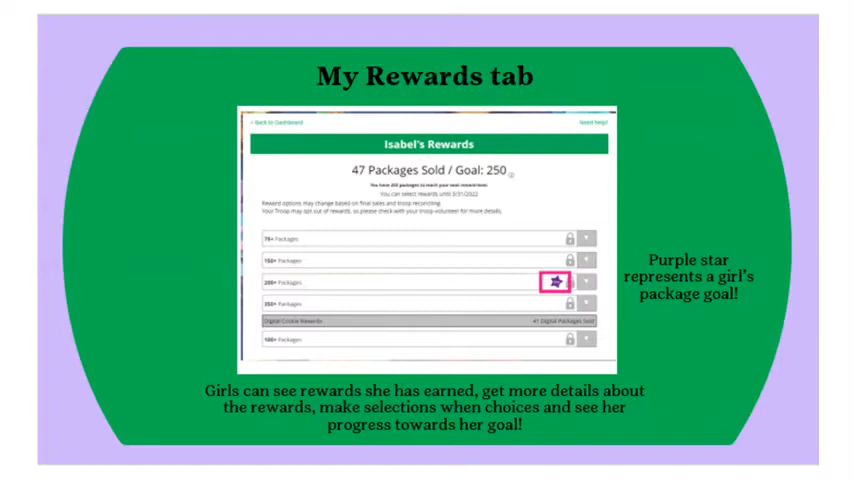 My Rewards tab
< Back to Dashboard
Need help?
Isabel's Rewards
47 Packages Sold / Goal: 250
You can select rewards until 3/31/2022
Reward options may change based on final sales and troop reconciling.
Your Troop may opt out of rewards, so please check with your troop volunteer for more details.
Packages
150+ Packages
200+ Packages
350+ Packages
Digital Cookie Rewards
41 Digital Packages Sold
100+ Packages
Purple star
represents a girl's
package goal!
Girls can see rewards she has earned, get more details about
the rewards, make selections when choices and see her
progress towards her goal!